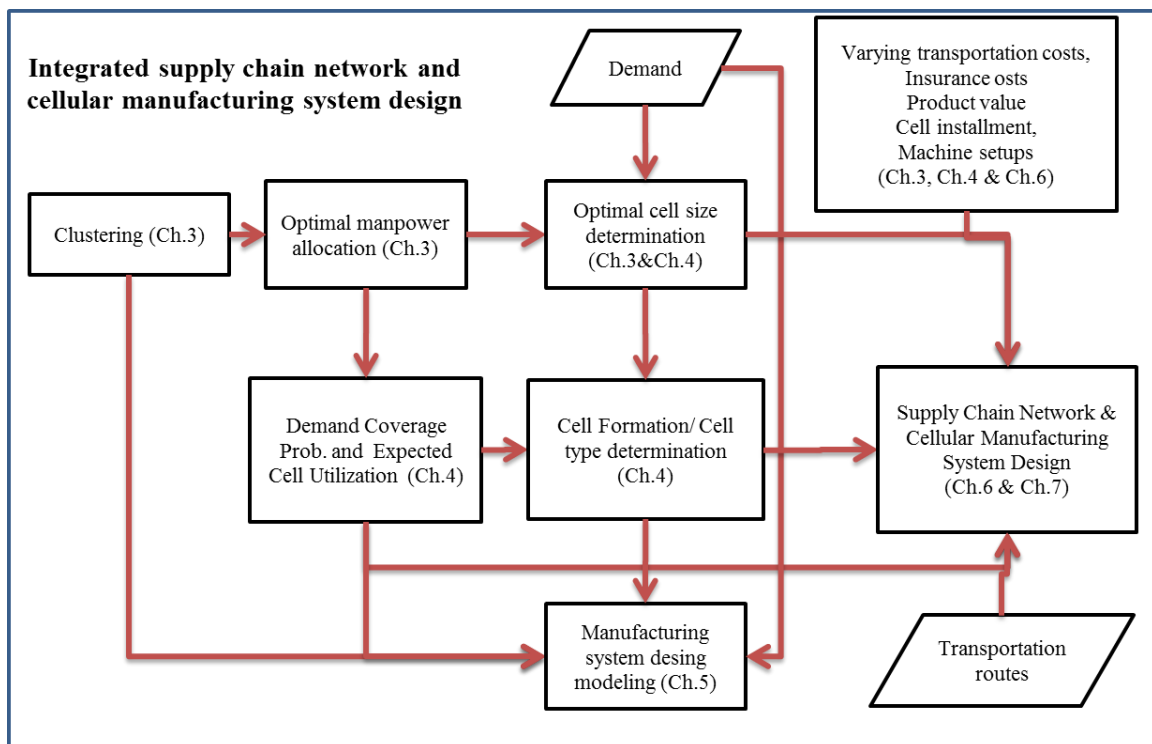 Integrated supply chain network and
cellular manufacturing system design
Demand
Varying transportation costs,
Insurance osts
Product value
Cell installment,
Machine setups
(Ch.3, Ch.4 & Ch.6)
Clustering (Ch.3)
Optimal manpower
allocation (Ch.3)
Optimal cell size
determination
(Ch.3&Ch.4)
Demand Coverage
Prob. and Expected
Cell Utilization (Ch.4)
Cell Formation/ Cell
type determination
(Ch.4)
Supply Chain Network &
Cellular Manufacturing
System Design
(Ch.6 & Ch.7)
Manufacturing
system desing
modeling (Ch.5)
Transportation
routes